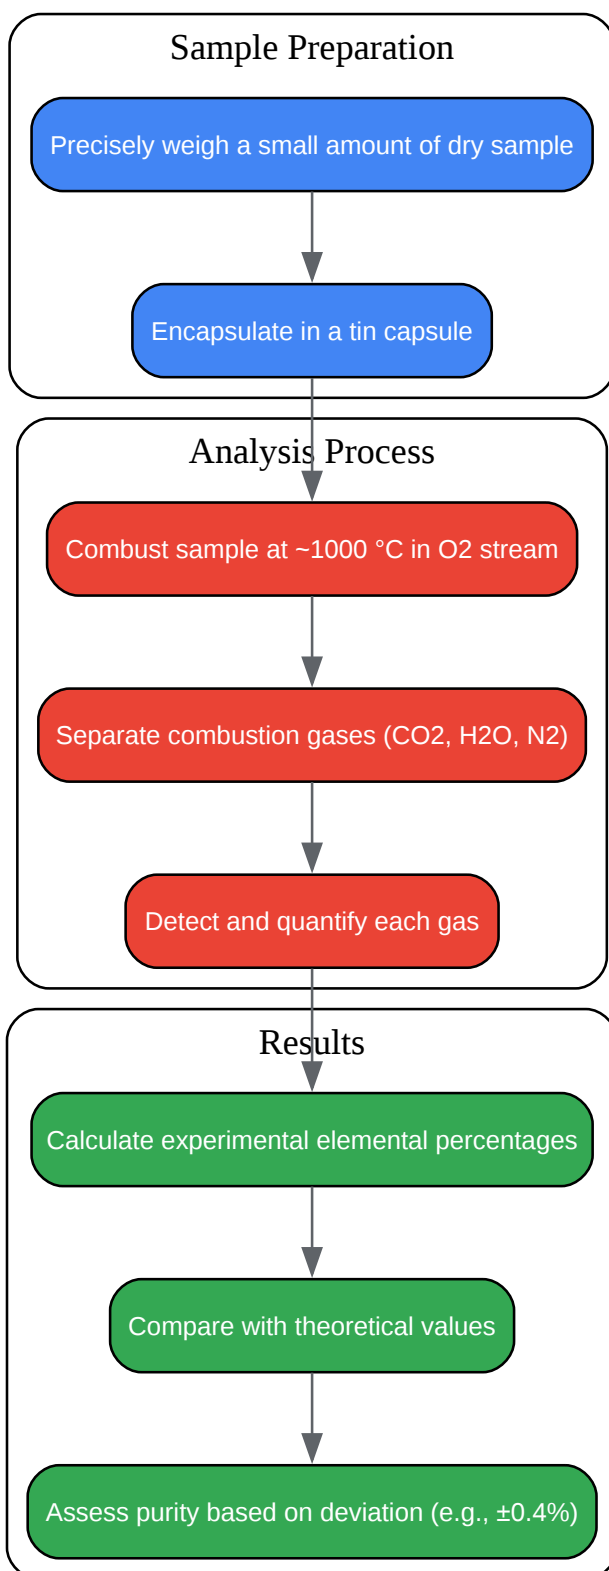 Sample Preparation
Precisely weigh a small amount of dry sample
Encapsulate in a tin capsule
Analysis Process
Combust sample at ~1000 °C in O2 stream
Separate combustion gases (CO2, H2O, N2)
Detect and quantify each gas
Results
Calculate experimental elemental percentages
Compare with theoretical values
Assess purity based on deviation (e.g., ±0.4%)